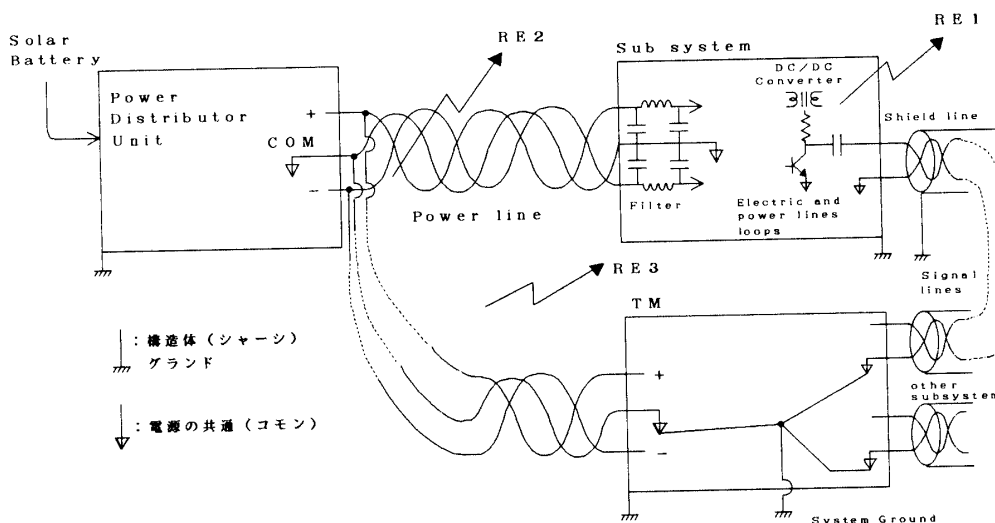 Solar
Battery
Power
Distributor
Unit
+
COM
-
RE2
Power line
Sub system
DC/DC
Converter
Filter
Electric and
power lines
loops
RE1
Shield line
Signal
lines
RE3
TM
+
-
other
subsystem
System Ground
:構造体(シャーシ)
グランド
:電源の共通(コモン)